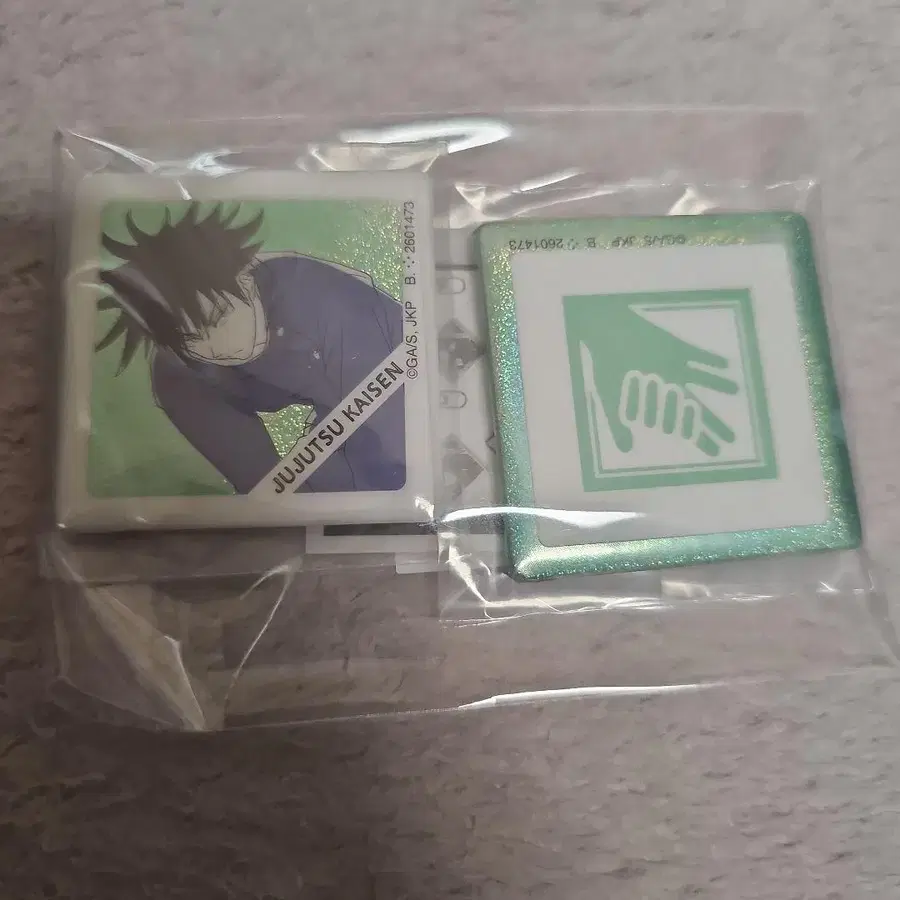 JUJUTSU KAISEN
©GA/S, JKP B. ∵ 2601473
©GA/S, JKP B. ∵ 2601473